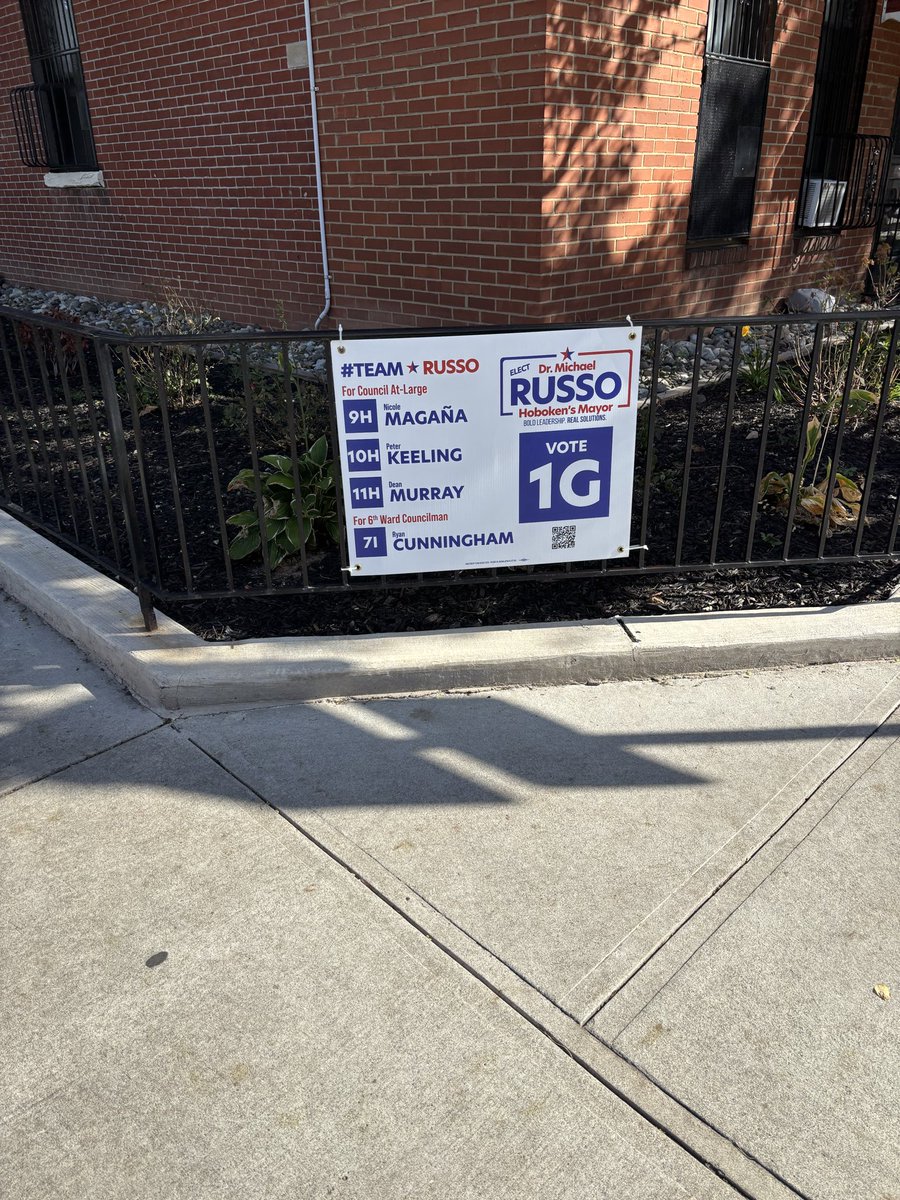 #TEAM ★ RUSSO
For Council At-Large
9H Nicole MAGAÑA
10H Peter KEELING
11H Dean MURRAY
For 6th Ward Councilman
7I Ryan CUNNINGHAM
ELECT Dr. Michael
RUSSO
Hoboken's Mayor
BOLD LEADERSHIP. REAL SOLUTIONS.
VOTE
1G